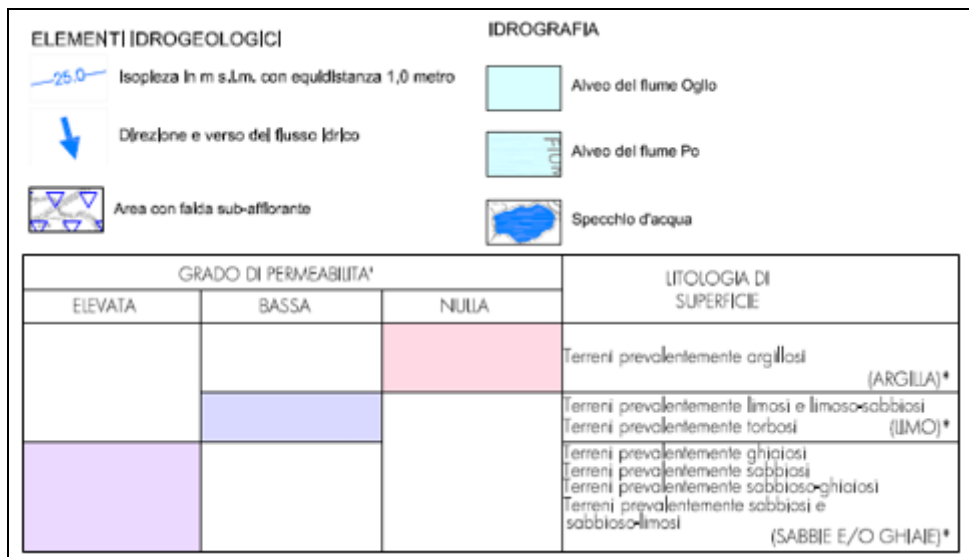 ELEMENTI IDROGEOLOGICI
25.0
Isopieza in m s.l.m. con equidistanza 1,0 metro
Direzione e verso del flusso idrico
Area con falda sub-affiorante
IDROGRAFIA
Alveo del fiume Oglio
FIUM
Alveo del fiume Po
Specchio d'acqua
GRADO DI PERMEABILITA'
LITOLOGIA DI
SUPERFICIE
ELEVATA
BASSA
NULLA
Terreni prevalentemente argillosi
(ARGILLA)*
Terreni prevalentemente limosi e limoso-sabbiosi
Terreni prevalentemente torbosi (LIMO)*
Terreni prevalentemente ghiaiosi
Terreni prevalentemente sabbiosi
Terreni prevalentemente sabbioso-ghiaiosi
Terreni prevalentemente sabbiosi e
sabbioso-limosi
(SABBIE E/O GHIAIE)*